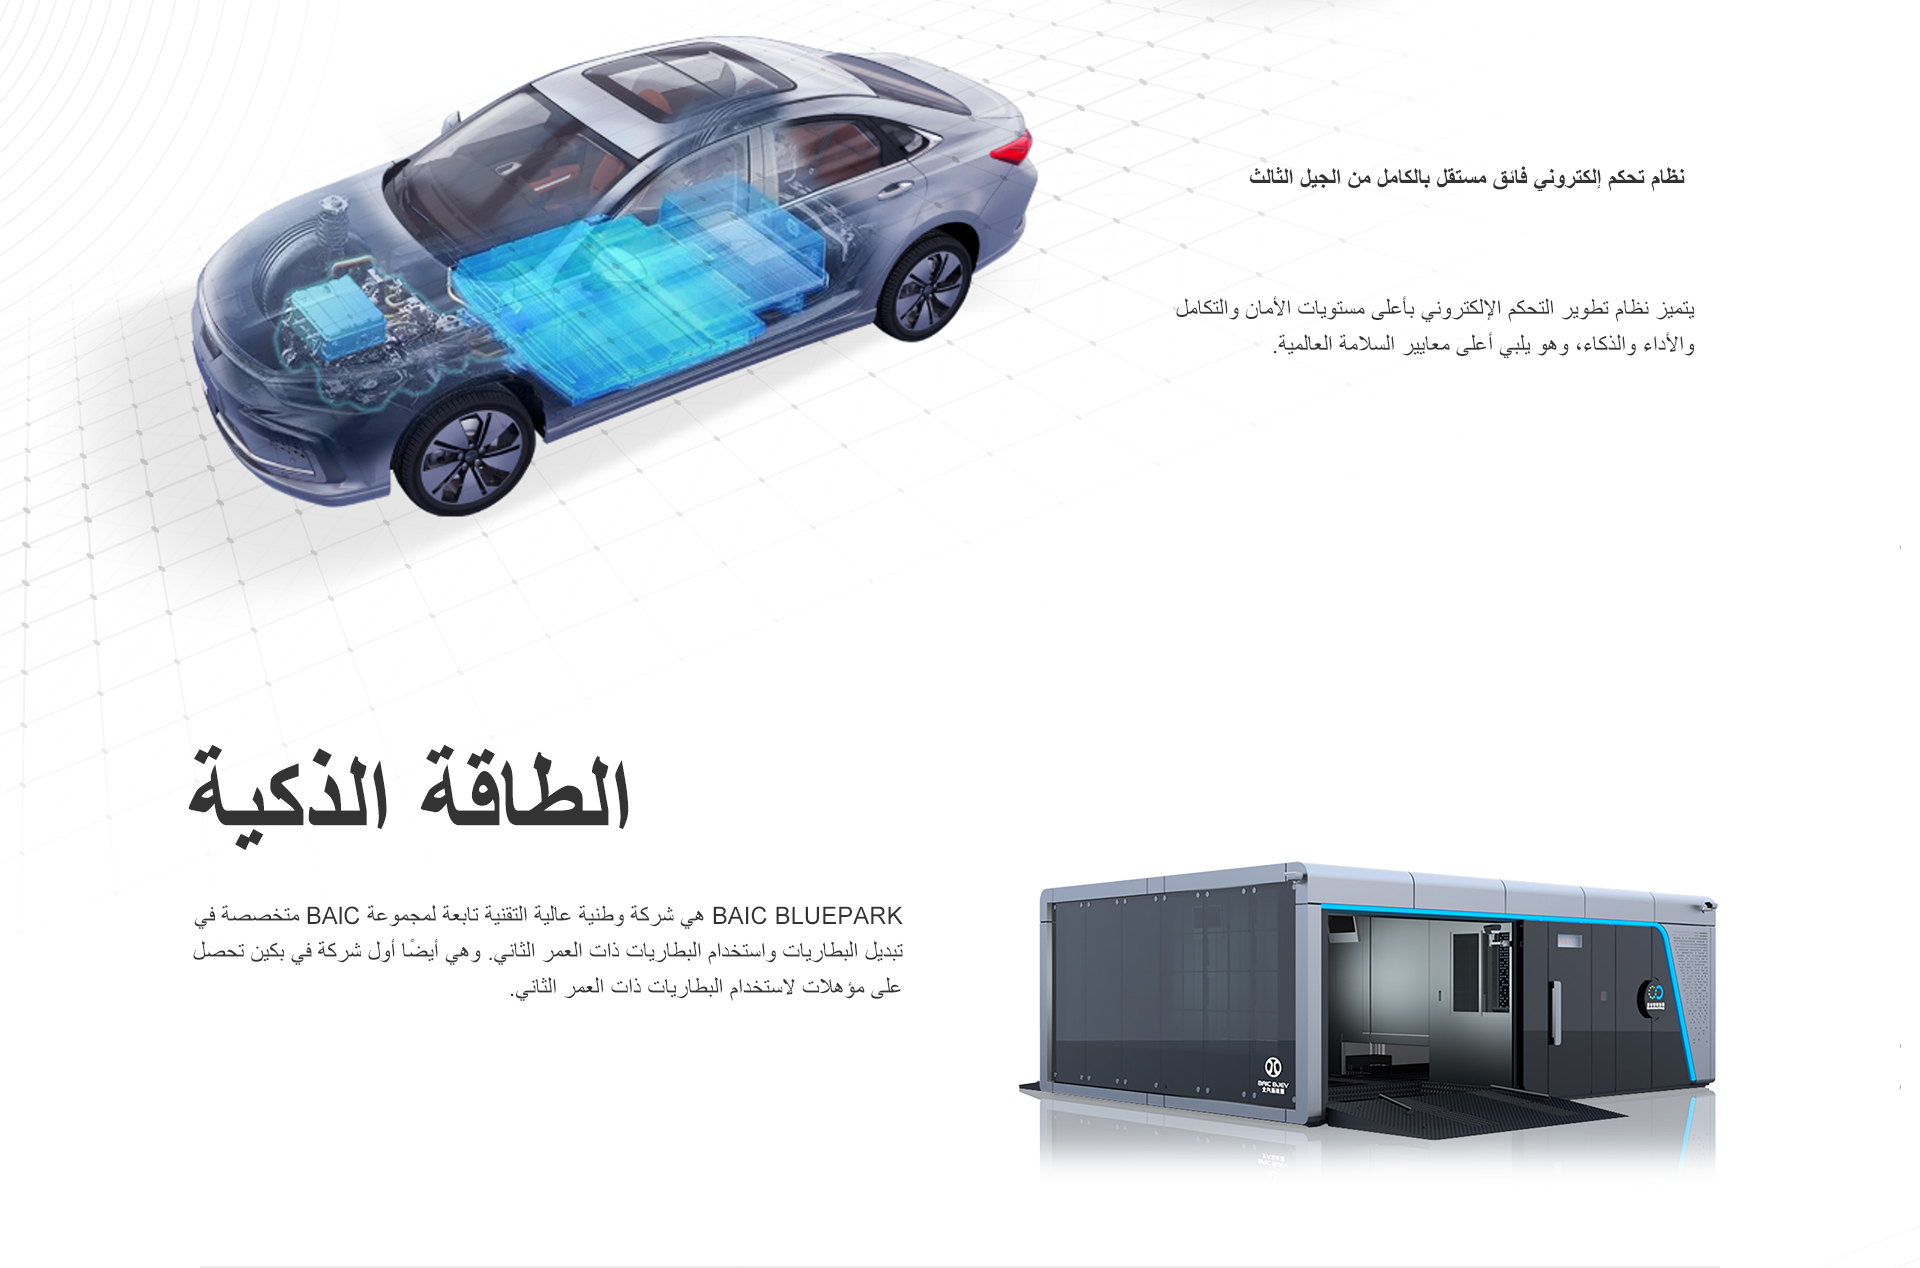 نظام تحكم إلكتروني فائق مستقل بالكامل من الجيل الثالث
يتميز نظام تطوير التحكم الإلكتروني بأعلى مستويات الأمان والتكامل
والأداء والذكاء، وهو يلبي أعلى معايير السلامة العالمية.
الطاقة الذكية
BAIC BLUEPARK هي شركة وطنية عالية التقنية تابعة لمجموعة BAIC متخصصة في
تبديل البطاريات واستخدام البطاريات ذات العمر الثاني. وهي أيضًا أول شركة في بكين تحصل
على مؤهلات لاستخدام البطاريات ذات العمر الثاني.
BAIC BJEV